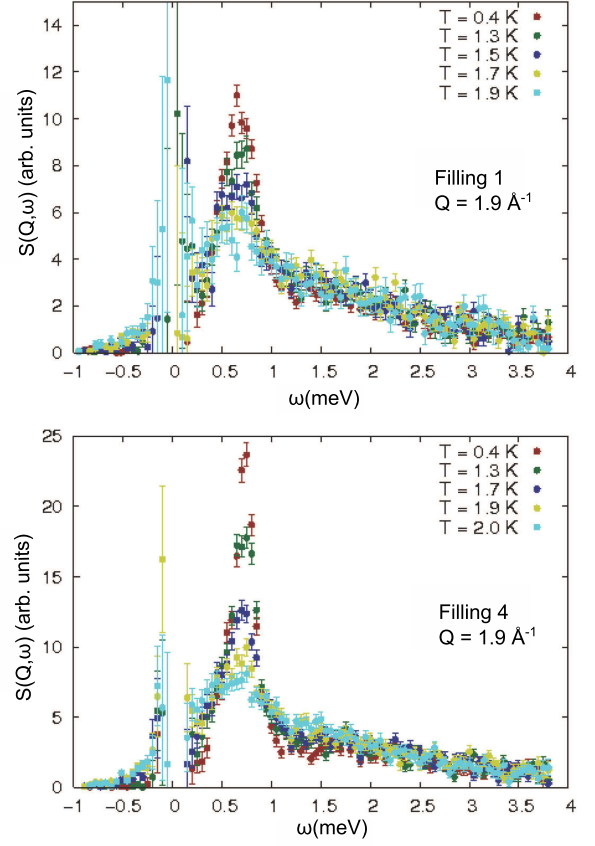 14
12
10
8
6
4
2
0
S(Q,ω) (arb. units)
T = 0.4 K
T = 1.3 K
T = 1.5 K
T = 1.7 K
T = 1.9 K
Filling 1
Q = 1.9 Å-1
−1 −0.5 0 0.5 1 1.5 2 2.5 3 3.5 4
ω(meV)
25
20
15
10
5
0
S(Q,ω) (arb. units)
T = 0.4 K
T = 1.3 K
T = 1.7 K
T = 1.9 K
T = 2.0 K
Filling 4
Q = 1.9 Å-1
−1 −0.5 0 0.5 1 1.5 2 2.5 3 3.5 4
ω(meV)